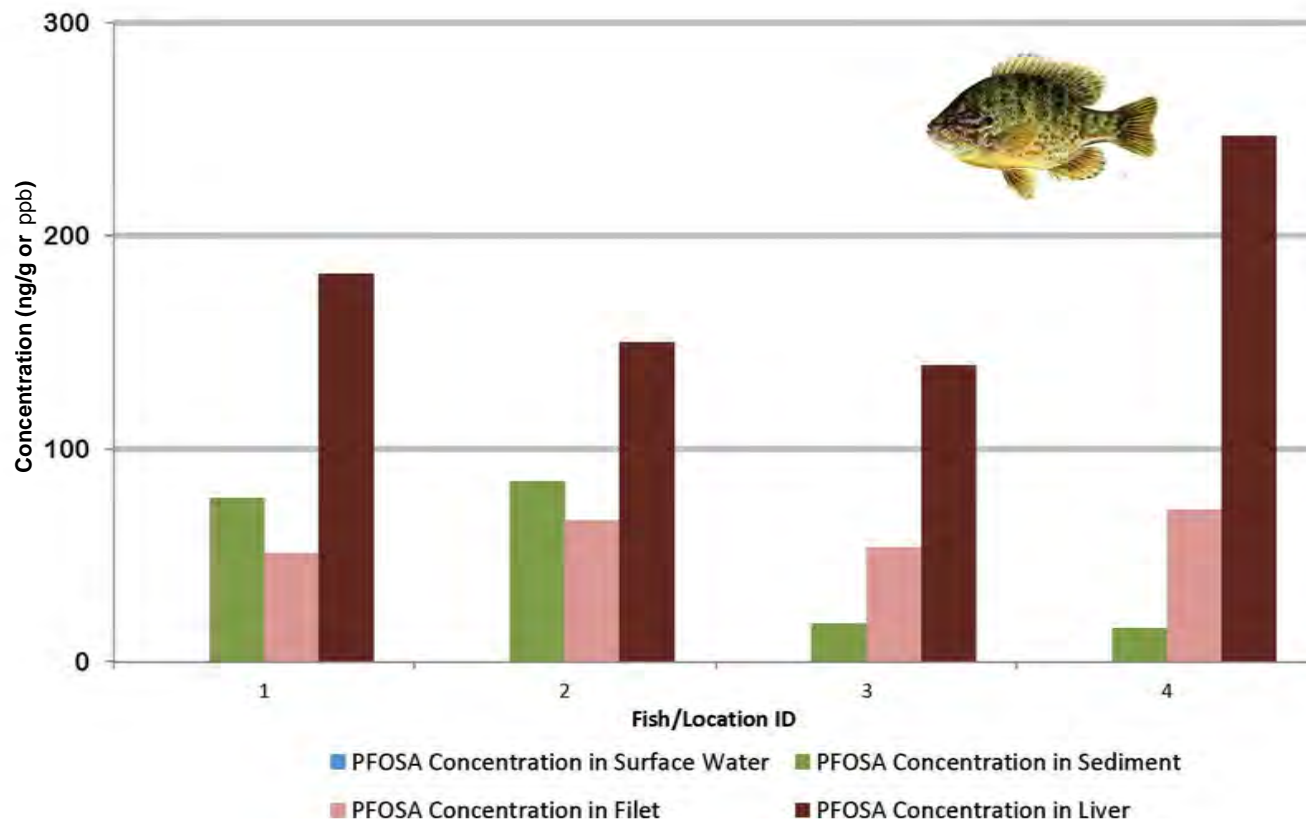 300
200
100
0
Concentration (ng/g or ppb)
1 2 3 4
Fish/Location ID
PFOSA Concentration in Surface Water PFOSA Concentration in Sediment
PFOSA Concentration in Filet PFOSA Concentration in Liver